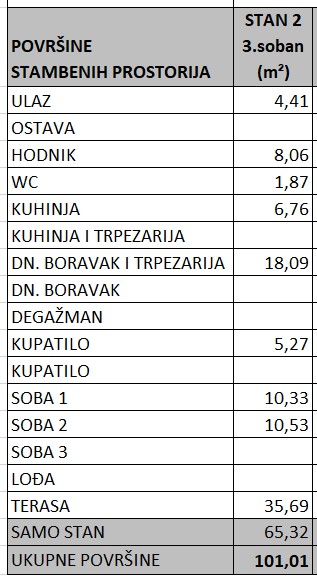 POVRŠINE
STAMBENIH PROSTORIJA
STAN 2
3.soban
(m²)
ULAZ 4,41
OSTAVA
HODNIK 8,06
WC 1,87
KUHINJA 6,76
KUHINJA I TRPEZARIJA
DN. BORAVAK I TRPEZARIJA 18,09
DN. BORAVAK
DEGAŽMAN
KUPATILO 5,27
KUPATILO
SOBA 1 10,33
SOBA 2 10,53
SOBA 3
LOĐA
TERASA 35,69
SAMO STAN 65,32
UKUPNE POVRŠINE 101,01